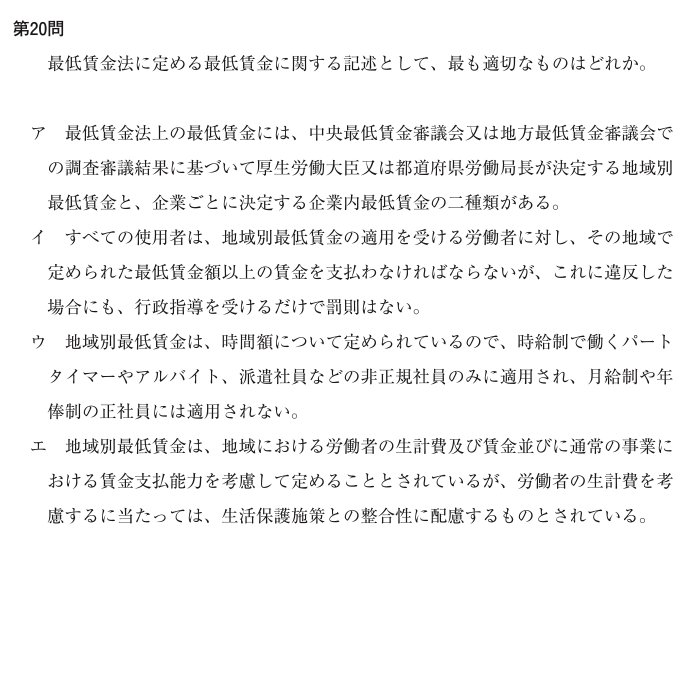 第20問
最低賃金法に定める最低賃金に関する記述として、最も適切なものはどれか。
ア　最低賃金法上の最低賃金には、中央最低賃金審議会又は地方最低賃金審議会で
の調査審議結果に基づいて厚生労働大臣又は都道府県労働局長が決定する地域別
最低賃金と、企業ごとに決定する企業内最低賃金の二種類がある。
イ　すべての使用者は、地域別最低賃金の適用を受ける労働者に対し、その地域で
定められた最低賃金額以上の賃金を支払わなければならないが、これに違反した
場合にも、行政指導を受けるだけで罰則はない。
ウ　地域別最低賃金は、時間額について定められているので、時給制で働くパート
タイマーやアルバイト、派遣社員などの非正規社員のみに適用され、月給制や年
俸制の正社員には適用されない。
エ　地域別最低賃金は、地域における労働者の生計費及び賃金並びに通常の事業に
おける賃金支払能力を考慮して定めることとされているが、労働者の生計費を考
慮するに当たっては、生活保護施策との整合性に配慮するものとされている。